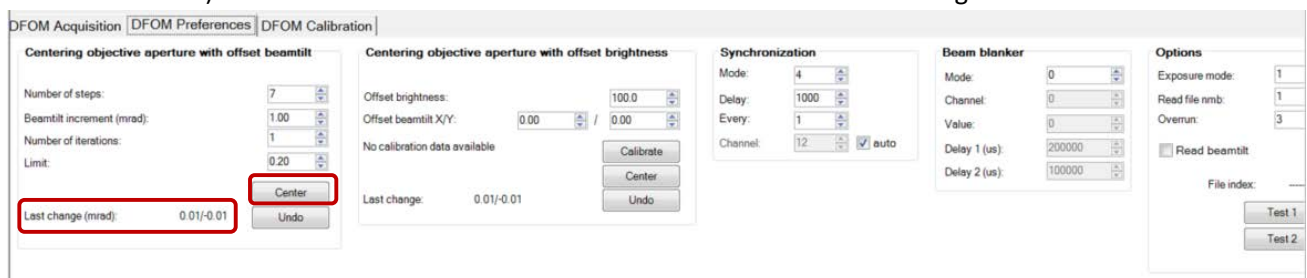 DFOM Acquisition DFOM Preferences DFOM Calibration
Centering objective aperture with offset beamtilt
Number of steps: 7
Beamtilt increment (mrad): 1.00
Number of iterations: 1
Limit: 0.20
Center
Last change (mrad): 0.01/-0.01 Undo
Centering objective aperture with offset brightness
Offset brightness: 100.0
Offset beamtilt X/Y: 0.00 / 0.00
No calibration data available Calibrate
Center
Last change: 0.01/-0.01 Undo
Synchronization
Mode: 4
Delay: 1000
Every: 1
Channel: 12 auto
Beam blanker
Mode: 0
Channel: 0
Value: 0
Delay 1 (us): 200000
Delay 2 (us): 100000
Options
Exposure mode: 1
Read file nmb: 1
Overrun: 3
Read beamtilt
File index: ----
Test 1
Test 2